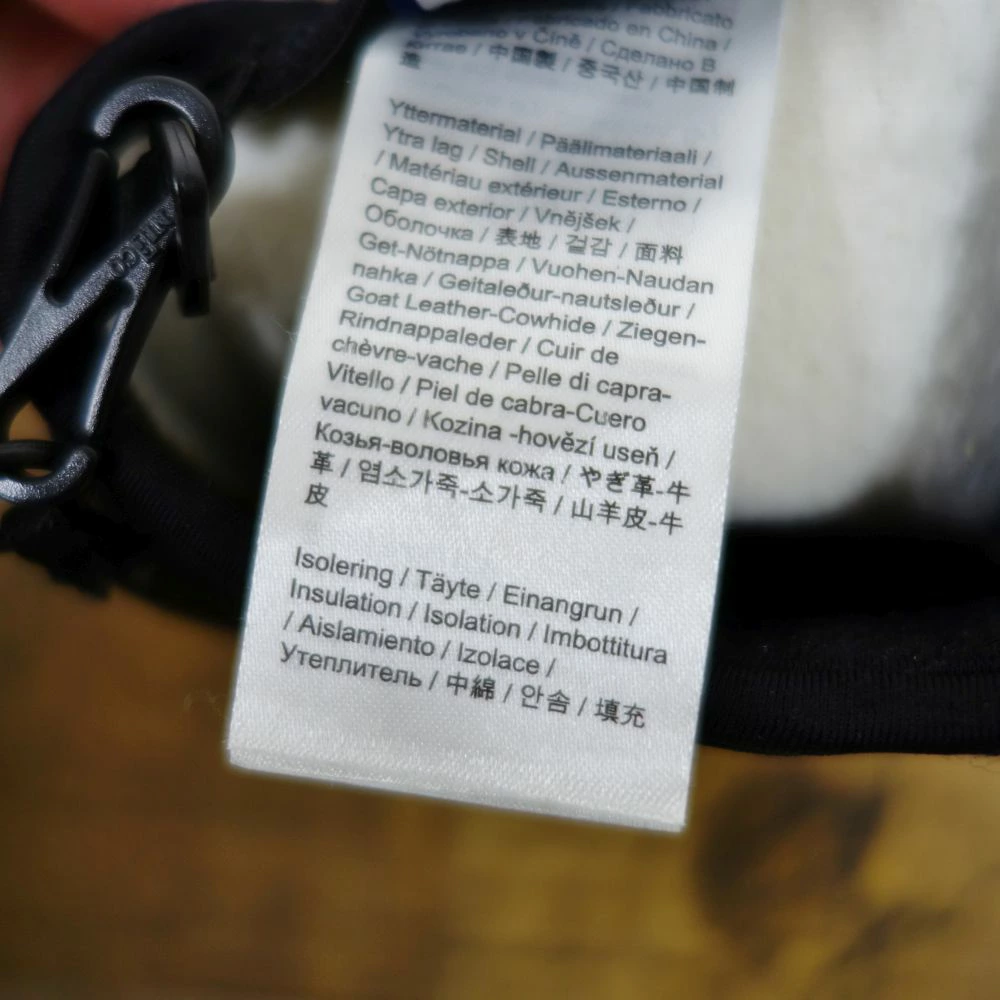 Fabbricato
icado en China /
v Číně / Сделано В
Китае / 中国製 / 중국산 / 中国制
造
Yttermaterial / Päälimateriaali /
Ytra lag / Shell / Aussenmaterial
/ Matériau extérieur / Esterno /
Capa exterior / Vnějšek /
Оболочка / 表地 / 겉감 / 面料
Get-Nötnappa / Vuohen-Naudan
nahka / Geitaleður-nautsleður /
Goat Leather-Cowhide / Ziegen-
Rindnappaleder / Cuir de
chèvre-vache / Pelle di capra-
Vitello / Piel de cabra-Cuero
vacuno / Kozina -hovězí useň /
Козья-воловья кожа / やぎ革-牛
革 / 염소가죽-소가죽 / 山羊皮-牛
皮
Isolering / Täyte / Einangrun /
Insulation / Isolation / Imbottitura
/ Aislamiento / Izolace /
Утеплитель / 中綿 / 안솜 / 填充